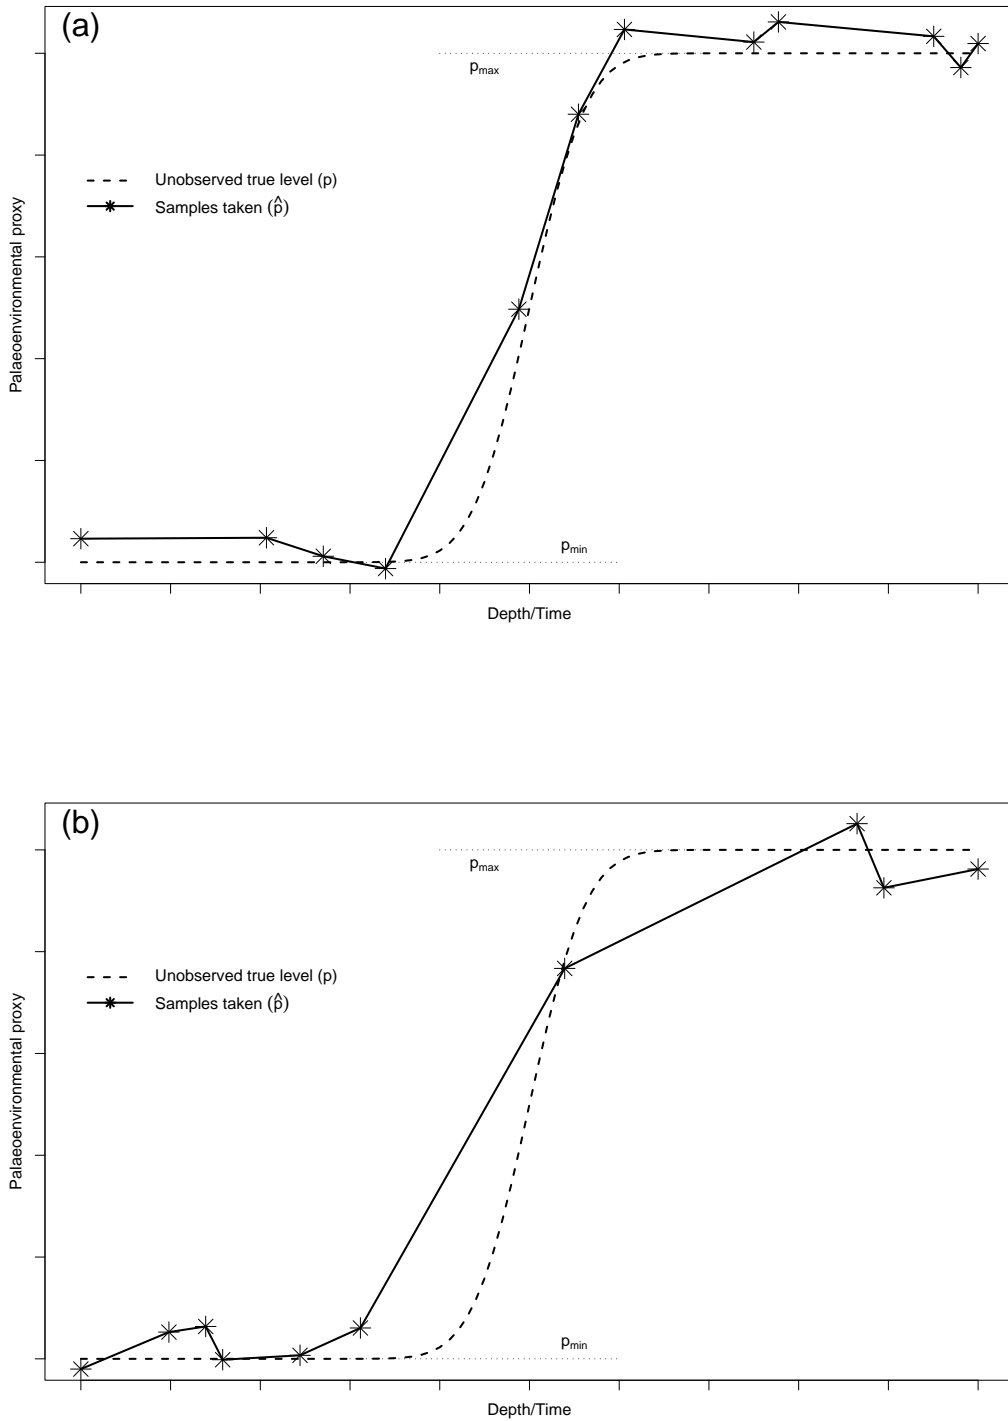 (a)
pmax
Unobserved true level (p)
Samples taken (p̂)
Palaeoenvironmental proxy
pmin
Depth/Time
(b)
pmax
Unobserved true level (p)
Samples taken (p̂)
Palaeoenvironmental proxy
pmin
Depth/Time